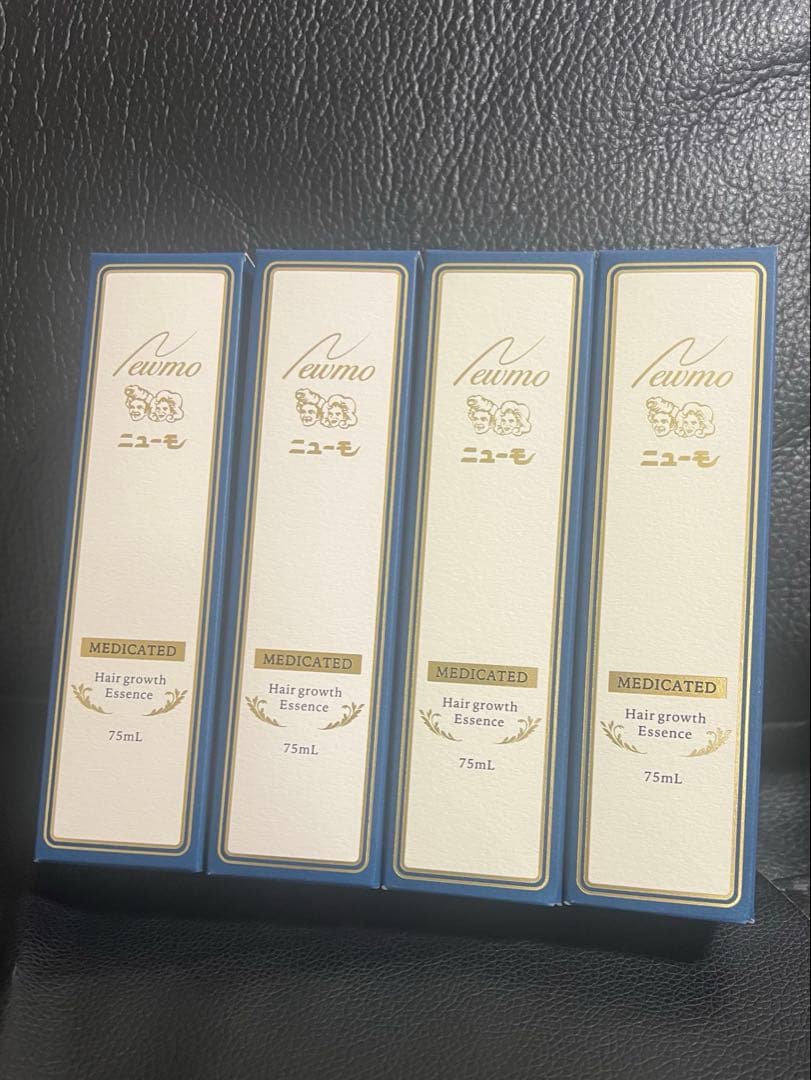 Newmo
ニューモ
MEDICATED
Hair growth
Essence
75mL
Newmo
ニューモ
MEDICATED
Hair growth
Essence
75mL
Newmo
ニューモ
MEDICATED
Hair growth
Essence
75mL
Newmo
ニューモ
MEDICATED
Hair growth
Essence
75mL